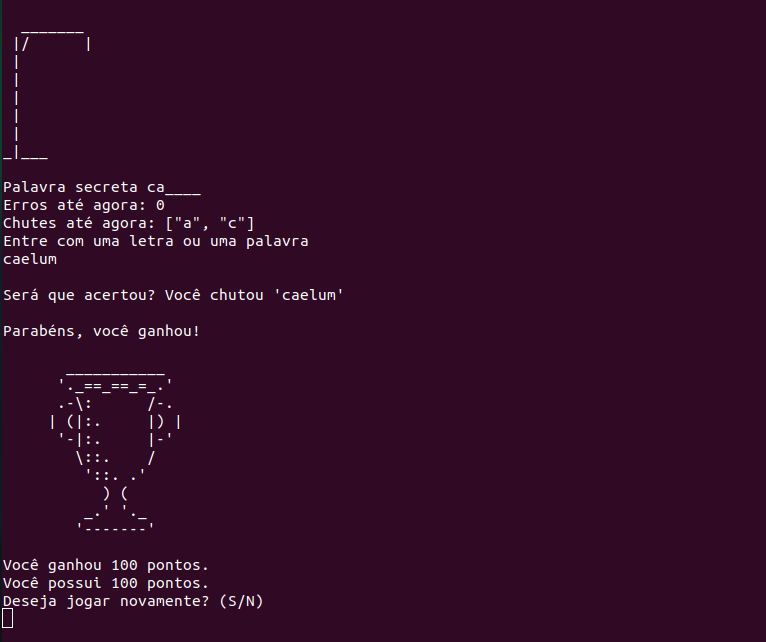 _______
 |/      |
 |
 |
 |
 |
 |
_|___

Palavra secreta ca____
Erros até agora: 0
Chutes até agora: ["a", "c"]
Entre com uma letra ou uma palavra
caelum

Será que acertou? Você chutou 'caelum'

Parabéns, você ganhou!

       ___________
      '._==_==_=_.'
      .-\:      /-.
     | (|:.     |) |
      '-|:.     |-'
        \::.    /
         '::. .'
           ) (
         _.' '._
        '-------'

Você ganhou 100 pontos.
Você possui 100 pontos.
Deseja jogar novamente? (S/N)